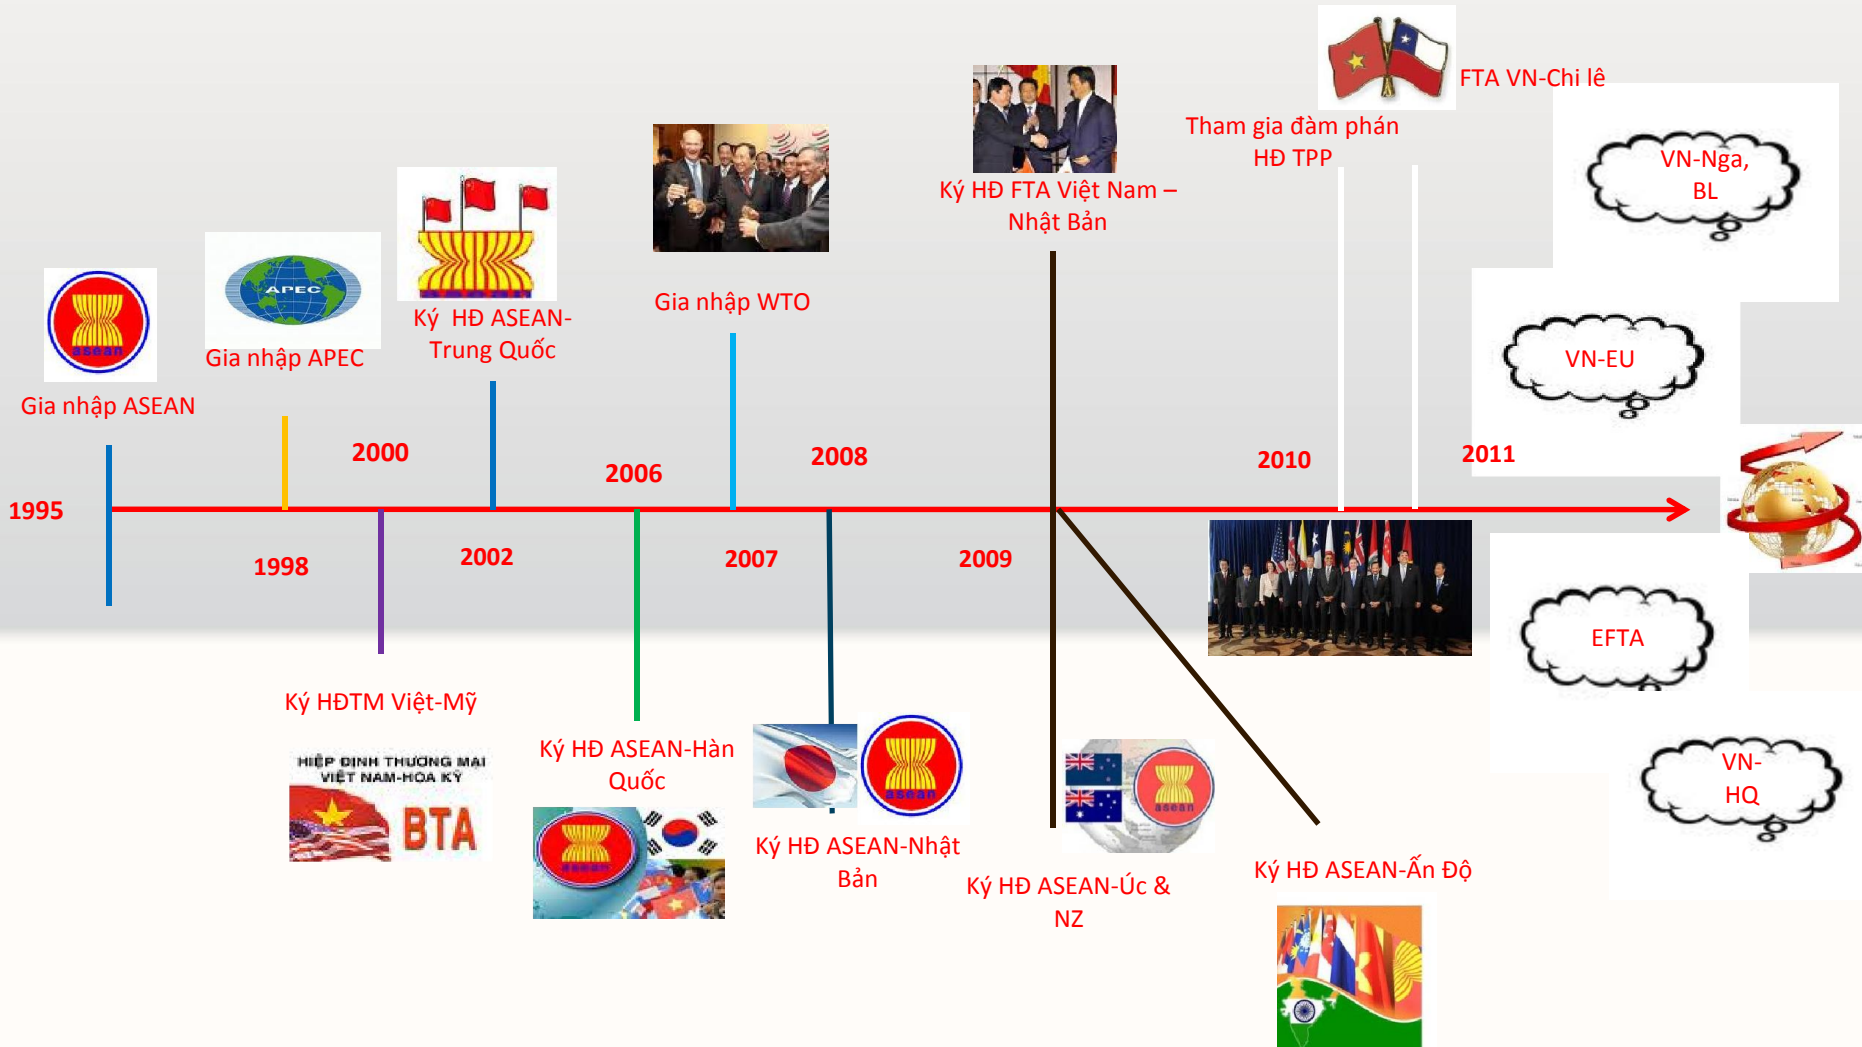 FTA VN-Chi lê
Tham gia đàm phán
HĐ TPP
VN-Nga,
BL
Ký HĐ FTA Việt Nam –
Nhật Bản
APEC
Gia nhập WTO
asean
Ký  HĐ ASEAN-
Trung Quốc
asean
Gia nhập APEC
VN-EU
Gia nhập ASEAN
2000
2006
2008
2010
2011
1995
1998
2002
2007
2009
EFTA
Ký HĐTM Việt-Mỹ
Ký HĐ ASEAN-Hàn
Quốc
HIỆP ĐỊNH THƯƠNG MẠI
VIỆT NAM-HOA KỲ
BTA
asean
asean
VN-
HQ
Ký HĐ ASEAN-Nhật
Bản
Ký HĐ ASEAN-Úc &
NZ
Ký HĐ ASEAN-Ấn Độ